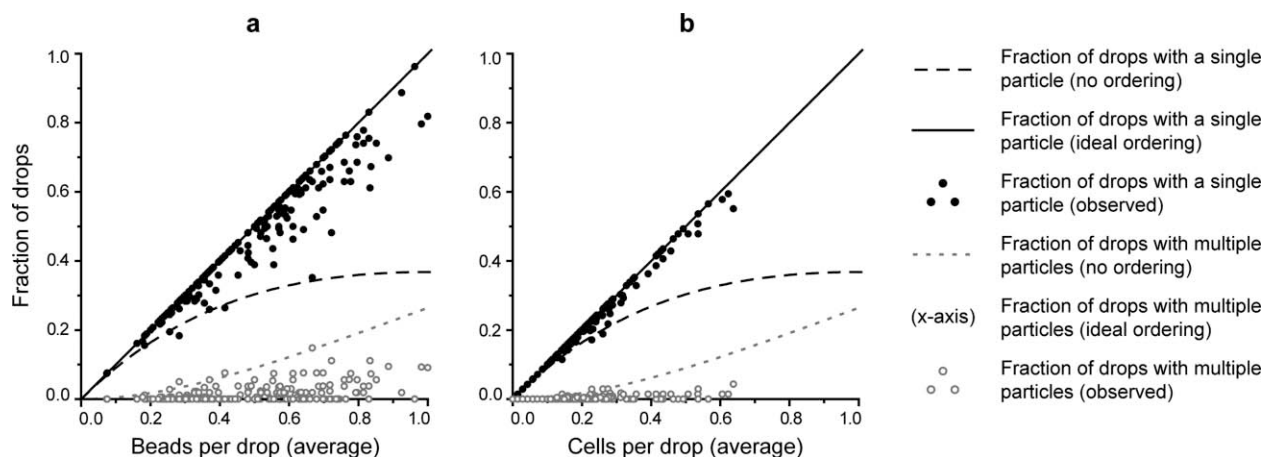 a
b
1.0
0.8
0.6
0.4
0.2
0.0
Fraction of drops
0.0 0.2 0.4 0.6 0.8 1.0
Beads per drop (average)
1.0
0.8
0.6
0.4
0.2
0.0
0.0 0.2 0.4 0.6 0.8 1.0
Cells per drop (average)
Fraction of drops with a single
particle (no ordering)
Fraction of drops with a single
particle (ideal ordering)
Fraction of drops with a single
particle (observed)
Fraction of drops with multiple
particles (no ordering)
(x-axis) Fraction of drops with multiple
particles (ideal ordering)
Fraction of drops with multiple
particles (observed)